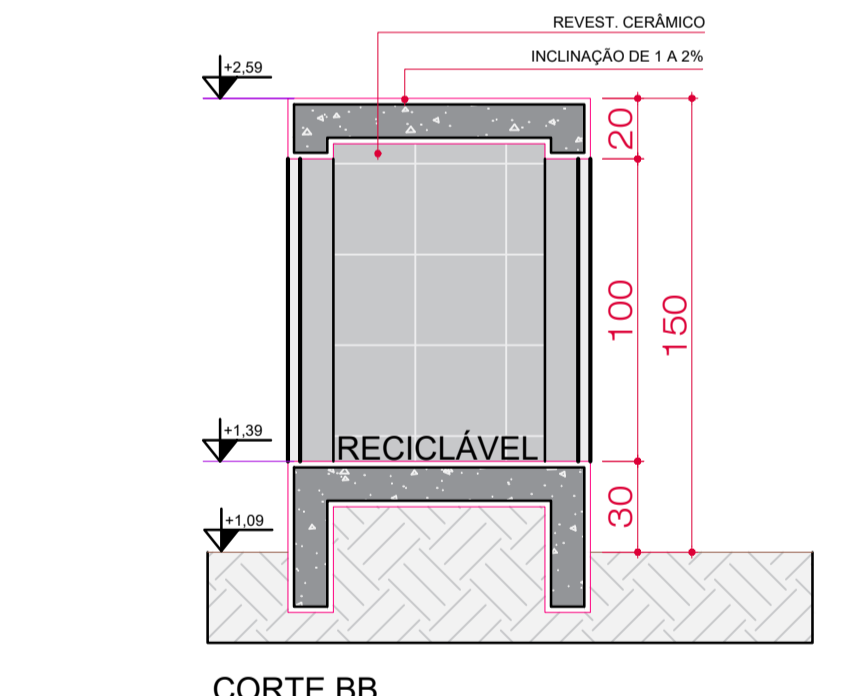 REVEST. CERÂMICO
INCLINAÇÃO DE 1 A 2%
+2,59
20
100
150
+1,39
RECICLÁVEL
30
+1,09
CORTE BB